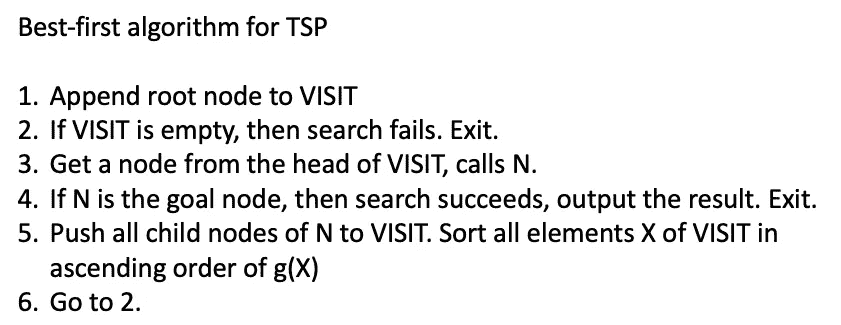 Best-first algorithm for TSP
1. Append root node to VISIT
2. If VISIT is empty, then search fails. Exit.
3. Get a node from the head of VISIT, calls N.
4. If N is the goal node, then search succeeds, output the result. Exit.
5. Push all child nodes of N to VISIT. Sort all elements X of VISIT in
ascending order of g(X)
6. Go to 2.